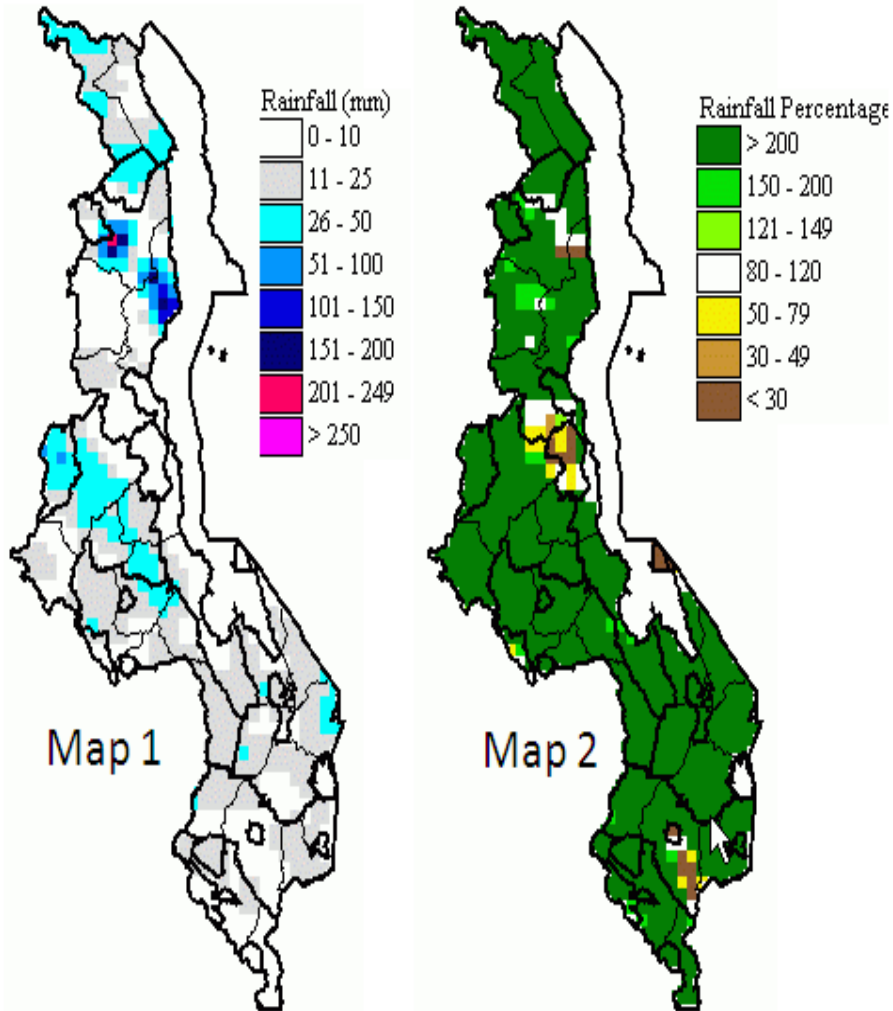 Rainfall (mm)
0 - 10
11 - 25
26 - 50
51 - 100
101 - 150
151 - 200
201 - 249
> 250
Map 1
Rainfall Percentage
> 200
150 - 200
121 - 149
80 - 120
50 - 79
30 - 49
< 30
Map 2